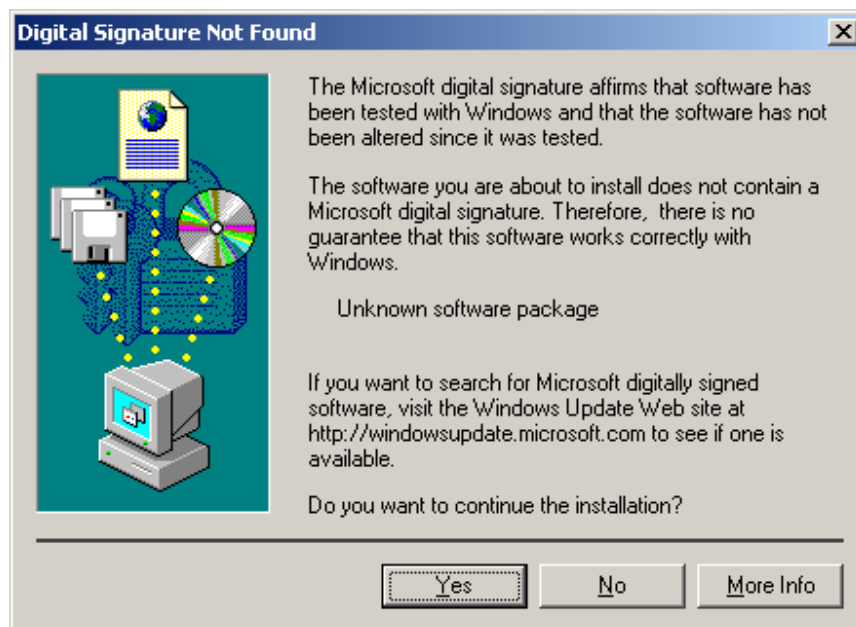 Digital Signature Not Found
The Microsoft digital signature affirms that software has
been tested with Windows and that the software has not
been altered since it was tested.
The software you are about to install does not contain a
Microsoft digital signature. Therefore,  there is no
guarantee that this software works correctly with
Windows.
Unknown software package
If you want to search for Microsoft digitally signed
software, visit the Windows Update Web site at
http://windowsupdate.microsoft.com to see if one is
available.
Do you want to continue the installation?
Yes
No
More Info